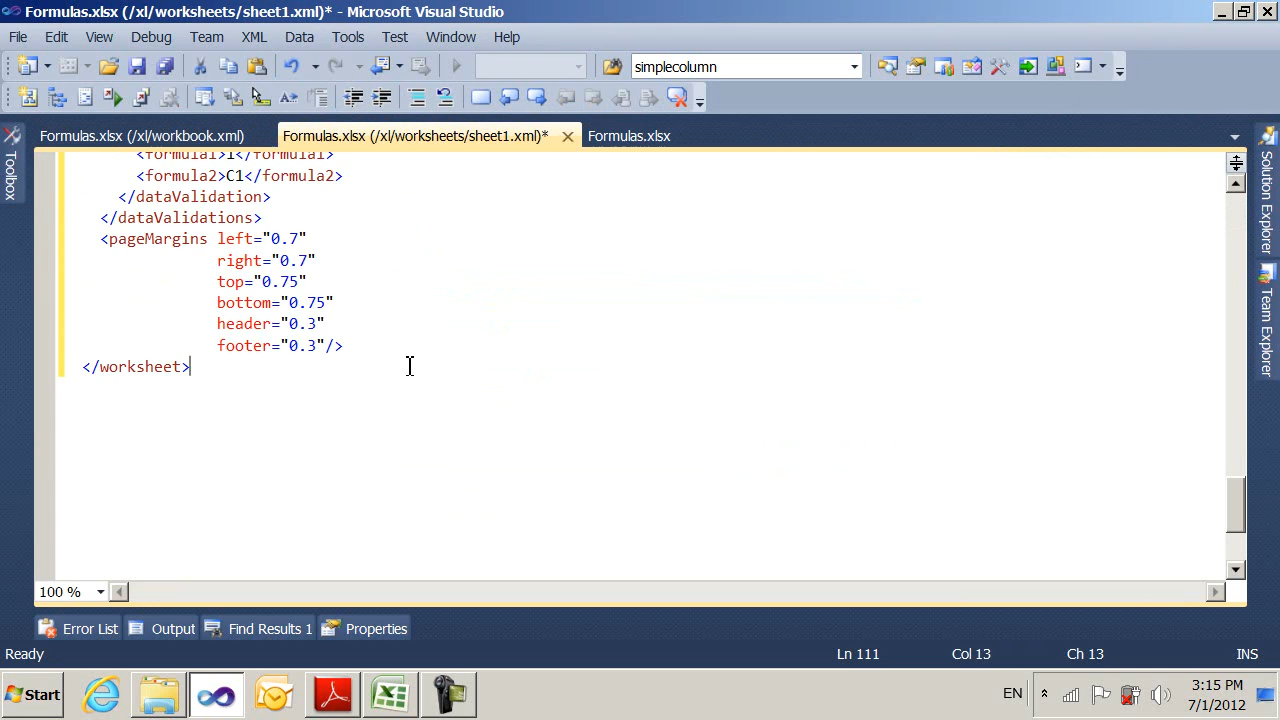 Formulas.xlsx (/xl/worksheets/sheet1.xml)* - Microsoft Visual Studio
File Edit View Debug Team XML Data Tools Test Window Help
simplecolumn
Formulas.xlsx (/xl/workbook.xml) Formulas.xlsx (/xl/worksheets/sheet1.xml)* Formulas.xlsx
Toolbox
Solution Explorer
Team Explorer
<formula1>1</formula1>
<formula2>C1</formula2>
</dataValidation>
</dataValidations>
<pageMargins left="0.7"
right="0.7"
top="0.75"
bottom="0.75"
header="0.3"
footer="0.3"/>
</worksheet>
100 %
Error List Output Find Results 1 Properties
Ready Ln 111 Col 13 Ch 13 INS
Start EN 3:15 PM
7/1/2012